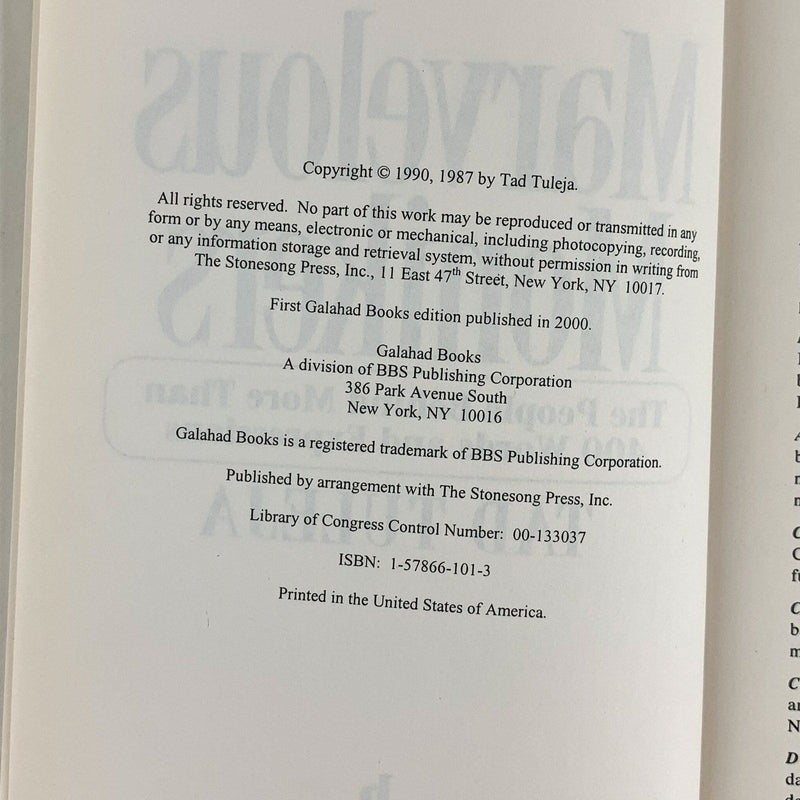 Copyright © 1990, 1987 by Tad Tuleja.
All rights reserved. No part of this work may be reproduced or transmitted in any
form or by any means, electronic or mechanical, including photocopying, recording,
or any information storage and retrieval system, without permission in writing from
The Stonesong Press, Inc., 11 East 47th Street, New York, NY 10017.
First Galahad Books edition published in 2000.
Galahad Books
A division of BBS Publishing Corporation
386 Park Avenue South
New York, NY 10016
Galahad Books is a registered trademark of BBS Publishing Corporation.
Published by arrangement with The Stonesong Press, Inc.
Library of Congress Control Number: 00-133037
ISBN: 1-57866-101-3
Printed in the United States of America.